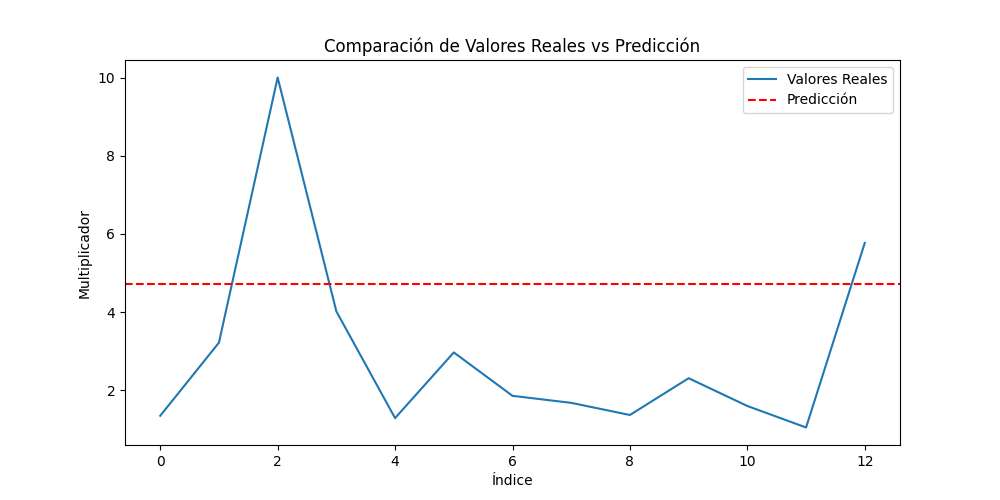 Comparación de Valores Reales vs Predicción
Valores Reales
Predicción
Multiplicador
10
8
6
4
2
0 2 4 6 8 10 12
Índice